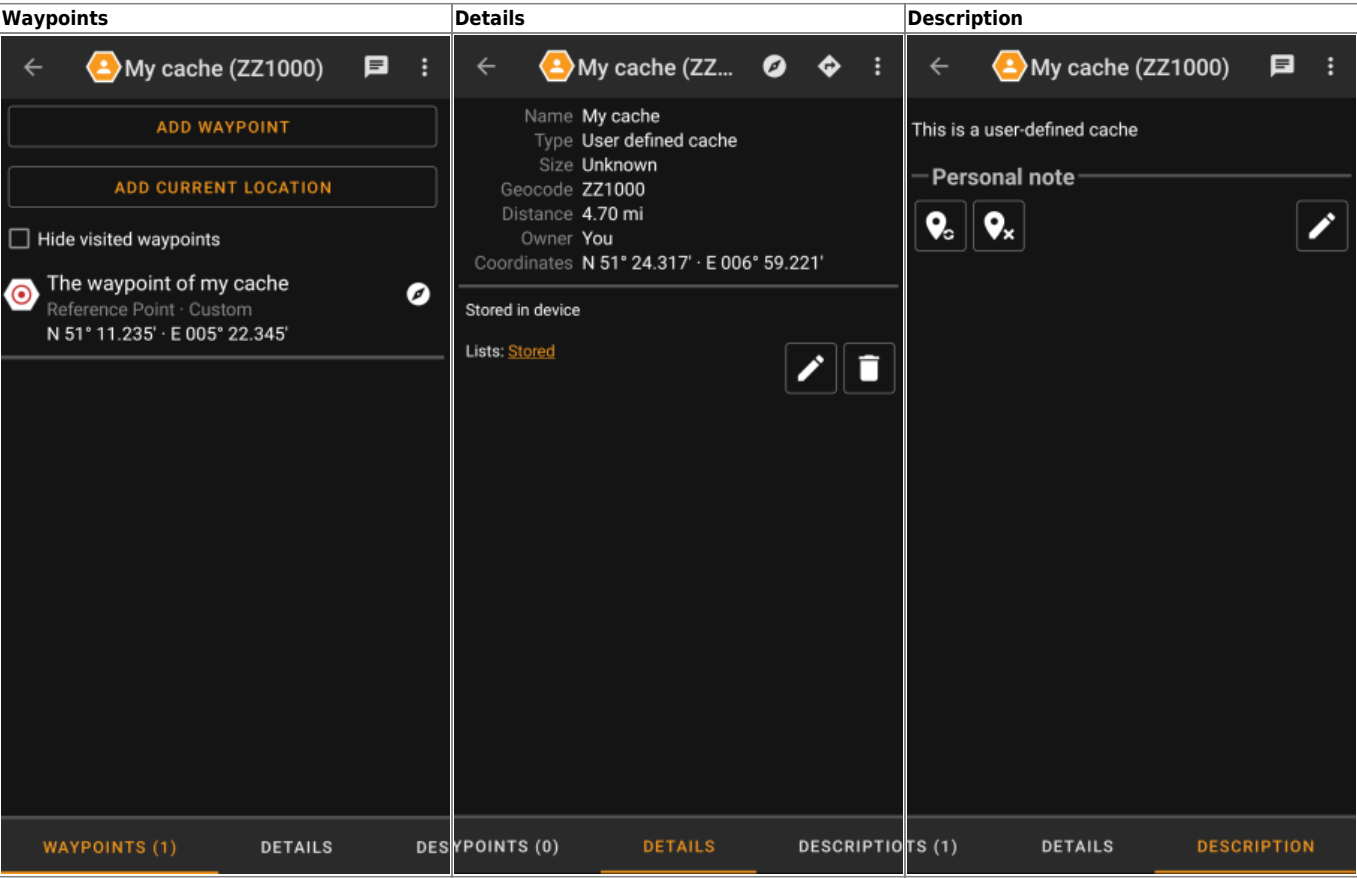 Waypoints
My cache (ZZ1000)
ADD WAYPOINT
ADD CURRENT LOCATION
Hide visited waypoints
The waypoint of my cache
Reference Point · Custom
N 51° 11.235' · E 005° 22.345'
WAYPOINTS (1) DETAILS DES
Details
My cache (ZZ...
Name My cache
Type User defined cache
Size Unknown
Geocode ZZ1000
Distance 4.70 mi
Owner You
Coordinates N 51° 24.317' · E 006° 59.221'
Stored in device
Lists: Stored
YPOINTS (0) DETAILS DESCRIPTIO
Description
My cache (ZZ1000)
This is a user-defined cache
Personal note
TS (1) DETAILS DESCRIPTION